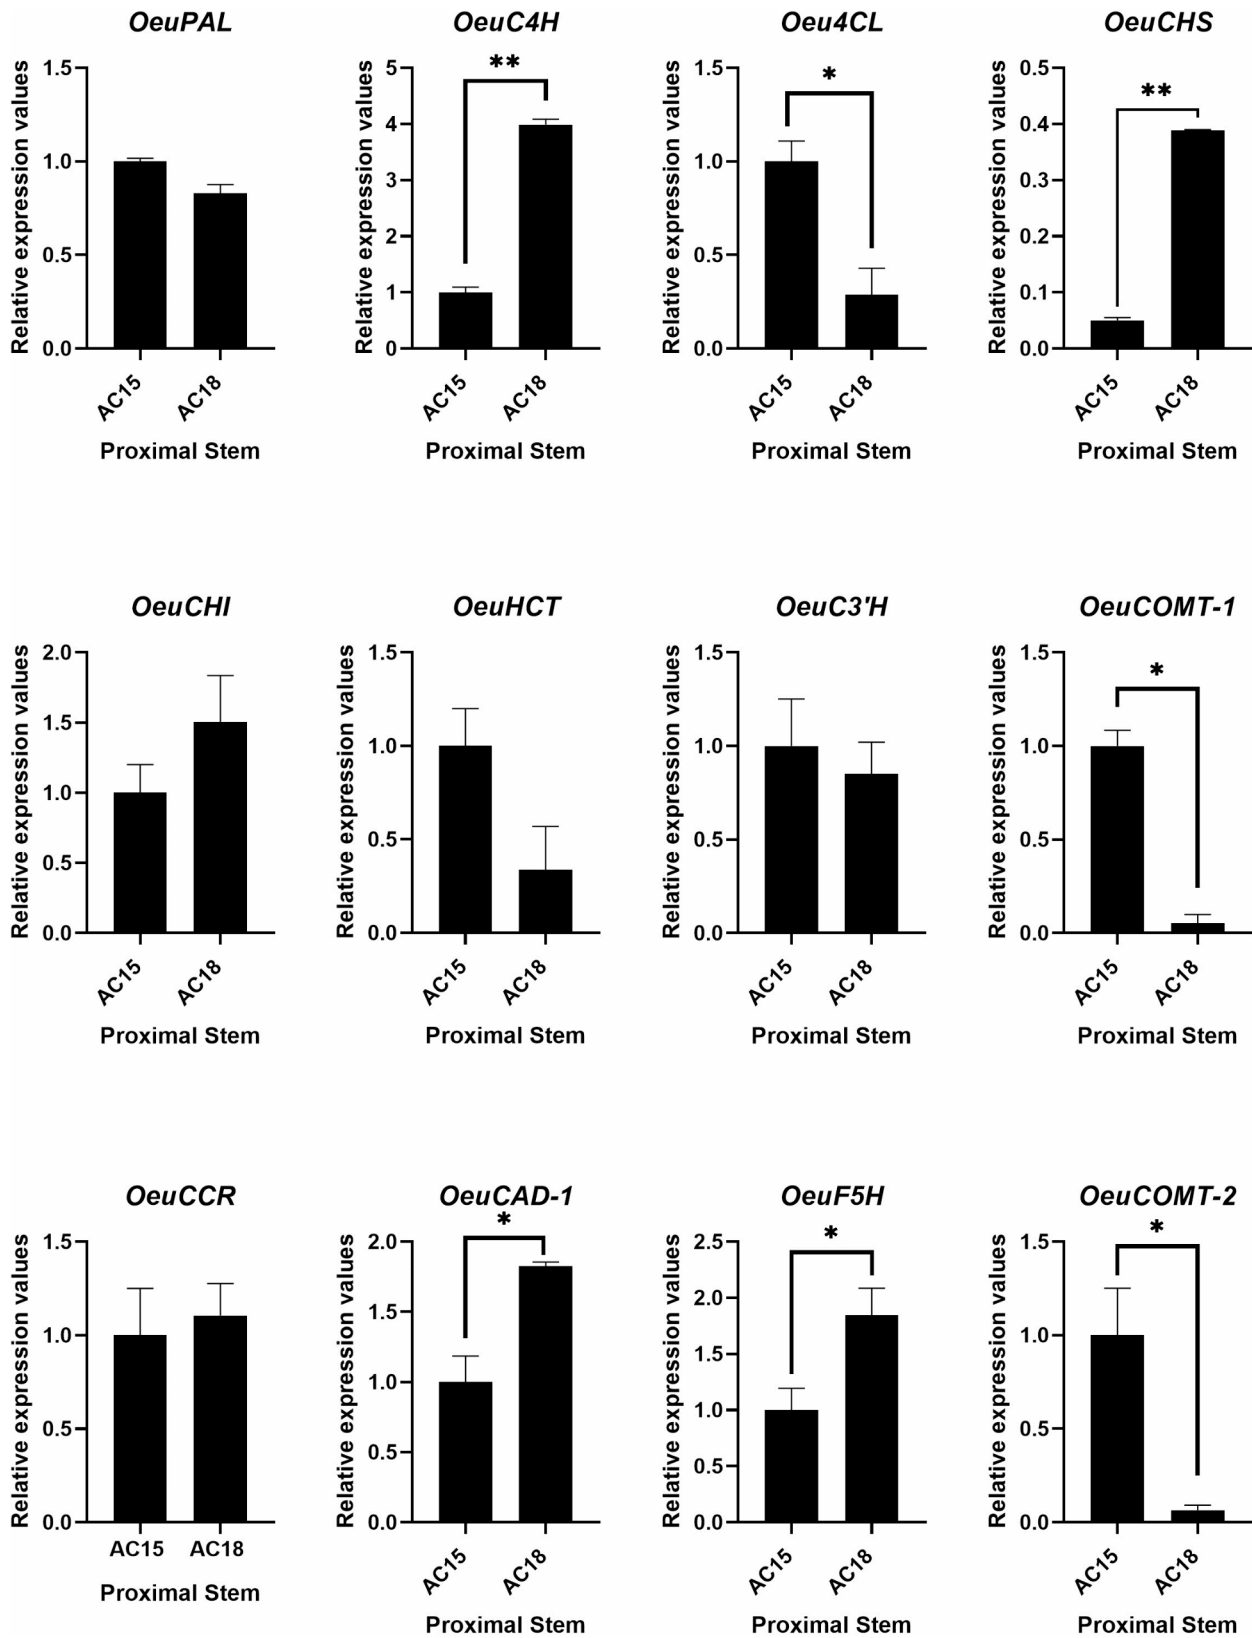 OeuPAL
Relative expression values
1.5
1.0
0.5
0.0
AC15 AC18
Proximal Stem
OeuC4H
**
Relative expression values
5
4
3
2
1
0
AC15 AC18
Proximal Stem
Oeu4CL
*
Relative expression values
1.5
1.0
0.5
0.0
AC15 AC18
Proximal Stem
OeuCHS
**
Relative expression values
0.5
0.4
0.3
0.2
0.1
0.0
AC15 AC18
Proximal Stem
OeuCHI
Relative expression values
2.0
1.5
1.0
0.5
0.0
AC15 AC18
Proximal Stem
OeuHCT
Relative expression values
1.5
1.0
0.5
0.0
AC15 AC18
Proximal Stem
OeuC3'H
Relative expression values
1.5
1.0
0.5
0.0
AC15 AC18
Proximal Stem
OeuCOMT-1
*
Relative expression values
1.5
1.0
0.5
0.0
AC15 AC18
Proximal Stem
OeuCCR
Relative expression values
1.5
1.0
0.5
0.0
AC15 AC18
Proximal Stem
OeuCAD-1
*
Relative expression values
2.0
1.5
1.0
0.5
0.0
AC15 AC18
Proximal Stem
OeuF5H
*
Relative expression values
2.5
2.0
1.5
1.0
0.5
0.0
AC15 AC18
Proximal Stem
OeuCOMT-2
*
Relative expression values
1.5
1.0
0.5
0.0
AC15 AC18
Proximal Stem